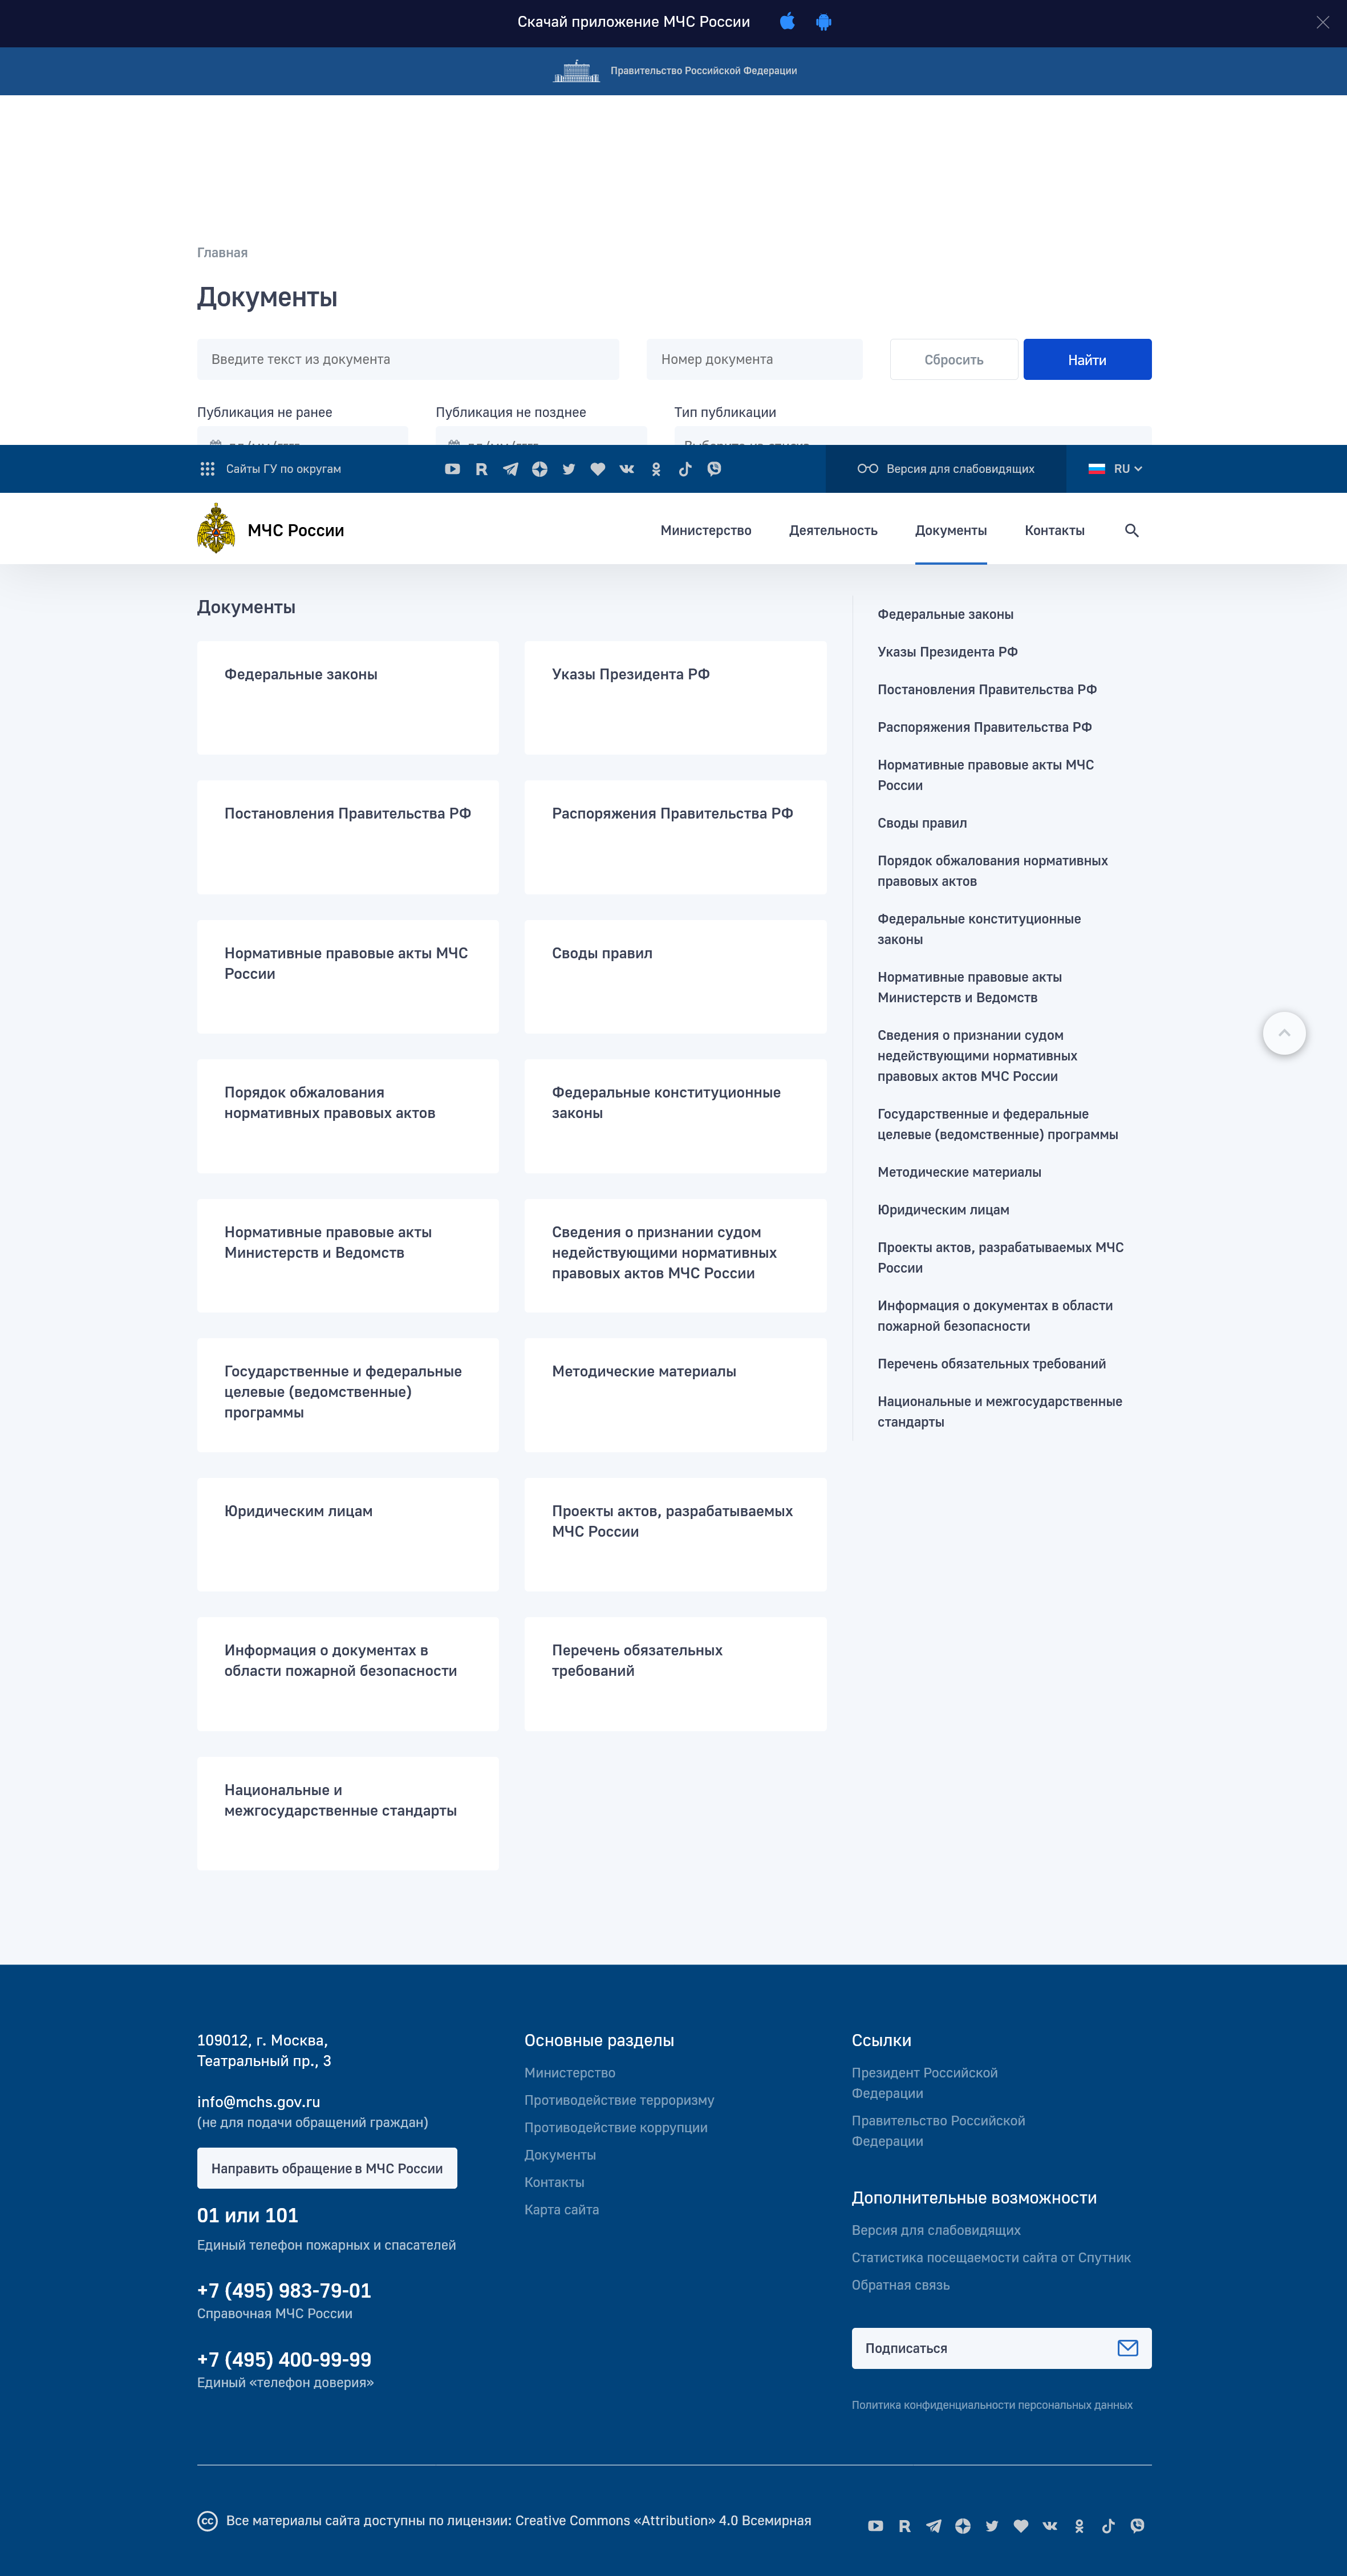 Скачай приложение МЧС России
Правительство Российской Федерации
Главная
Документы
Введите текст из документа
Номер документа
Сбросить
Найти
Публикация не ранее
Публикация не позднее
Тип публикации
Сайты ГУ по округам
Версия для слабовидящих
RU
МЧС России
Министерство
Деятельность
Документы
Контакты
Документы
Федеральные законы
Указы Президента РФ
Постановления Правительства РФ
Распоряжения Правительства РФ
Нормативные правовые акты МЧС
России
Своды правил
Порядок обжалования
нормативных правовых актов
Федеральные конституционные
законы
Нормативные правовые акты
Министерств и Ведомств
Сведения о признании судом
недействующими нормативных
правовых актов МЧС России
Государственные и федеральные
целевые (ведомственные)
программы
Методические материалы
Юридическим лицам
Проекты актов, разрабатываемых
МЧС России
Информация о документах в
области пожарной безопасности
Перечень обязательных
требований
Национальные и
межгосударственные стандарты
Федеральные законы
Указы Президента РФ
Постановления Правительства РФ
Распоряжения Правительства РФ
Нормативные правовые акты МЧС
России
Своды правил
Порядок обжалования нормативных
правовых актов
Федеральные конституционные
законы
Нормативные правовые акты
Министерств и Ведомств
Сведения о признании судом
недействующими нормативных
правовых актов МЧС России
Государственные и федеральные
целевые (ведомственные) программы
Методические материалы
Юридическим лицам
Проекты актов, разрабатываемых МЧС
России
Информация о документах в области
пожарной безопасности
Перечень обязательных требований
Национальные и межгосударственные
стандарты
109012, г. Москва,
Театральный пр., 3
info@mchs.gov.ru
(не для подачи обращений граждан)
Направить обращение в МЧС России
01 или 101
Единый телефон пожарных и спасателей
+7 (495) 983-79-01
Справочная МЧС России
+7 (495) 400-99-99
Единый «телефон доверия»
Основные разделы
Министерство
Противодействие терроризму
Противодействие коррупции
Документы
Контакты
Карта сайта
Ссылки
Президент Российской
Федерации
Правительство Российской
Федерации
Дополнительные возможности
Версия для слабовидящих
Статистика посещаемости сайта от Спутник
Обратная связь
Подписаться
Политика конфиденциальности персональных данных
Все материалы сайта доступны по лицензии: Creative Commons «Attribution» 4.0 Всемирная